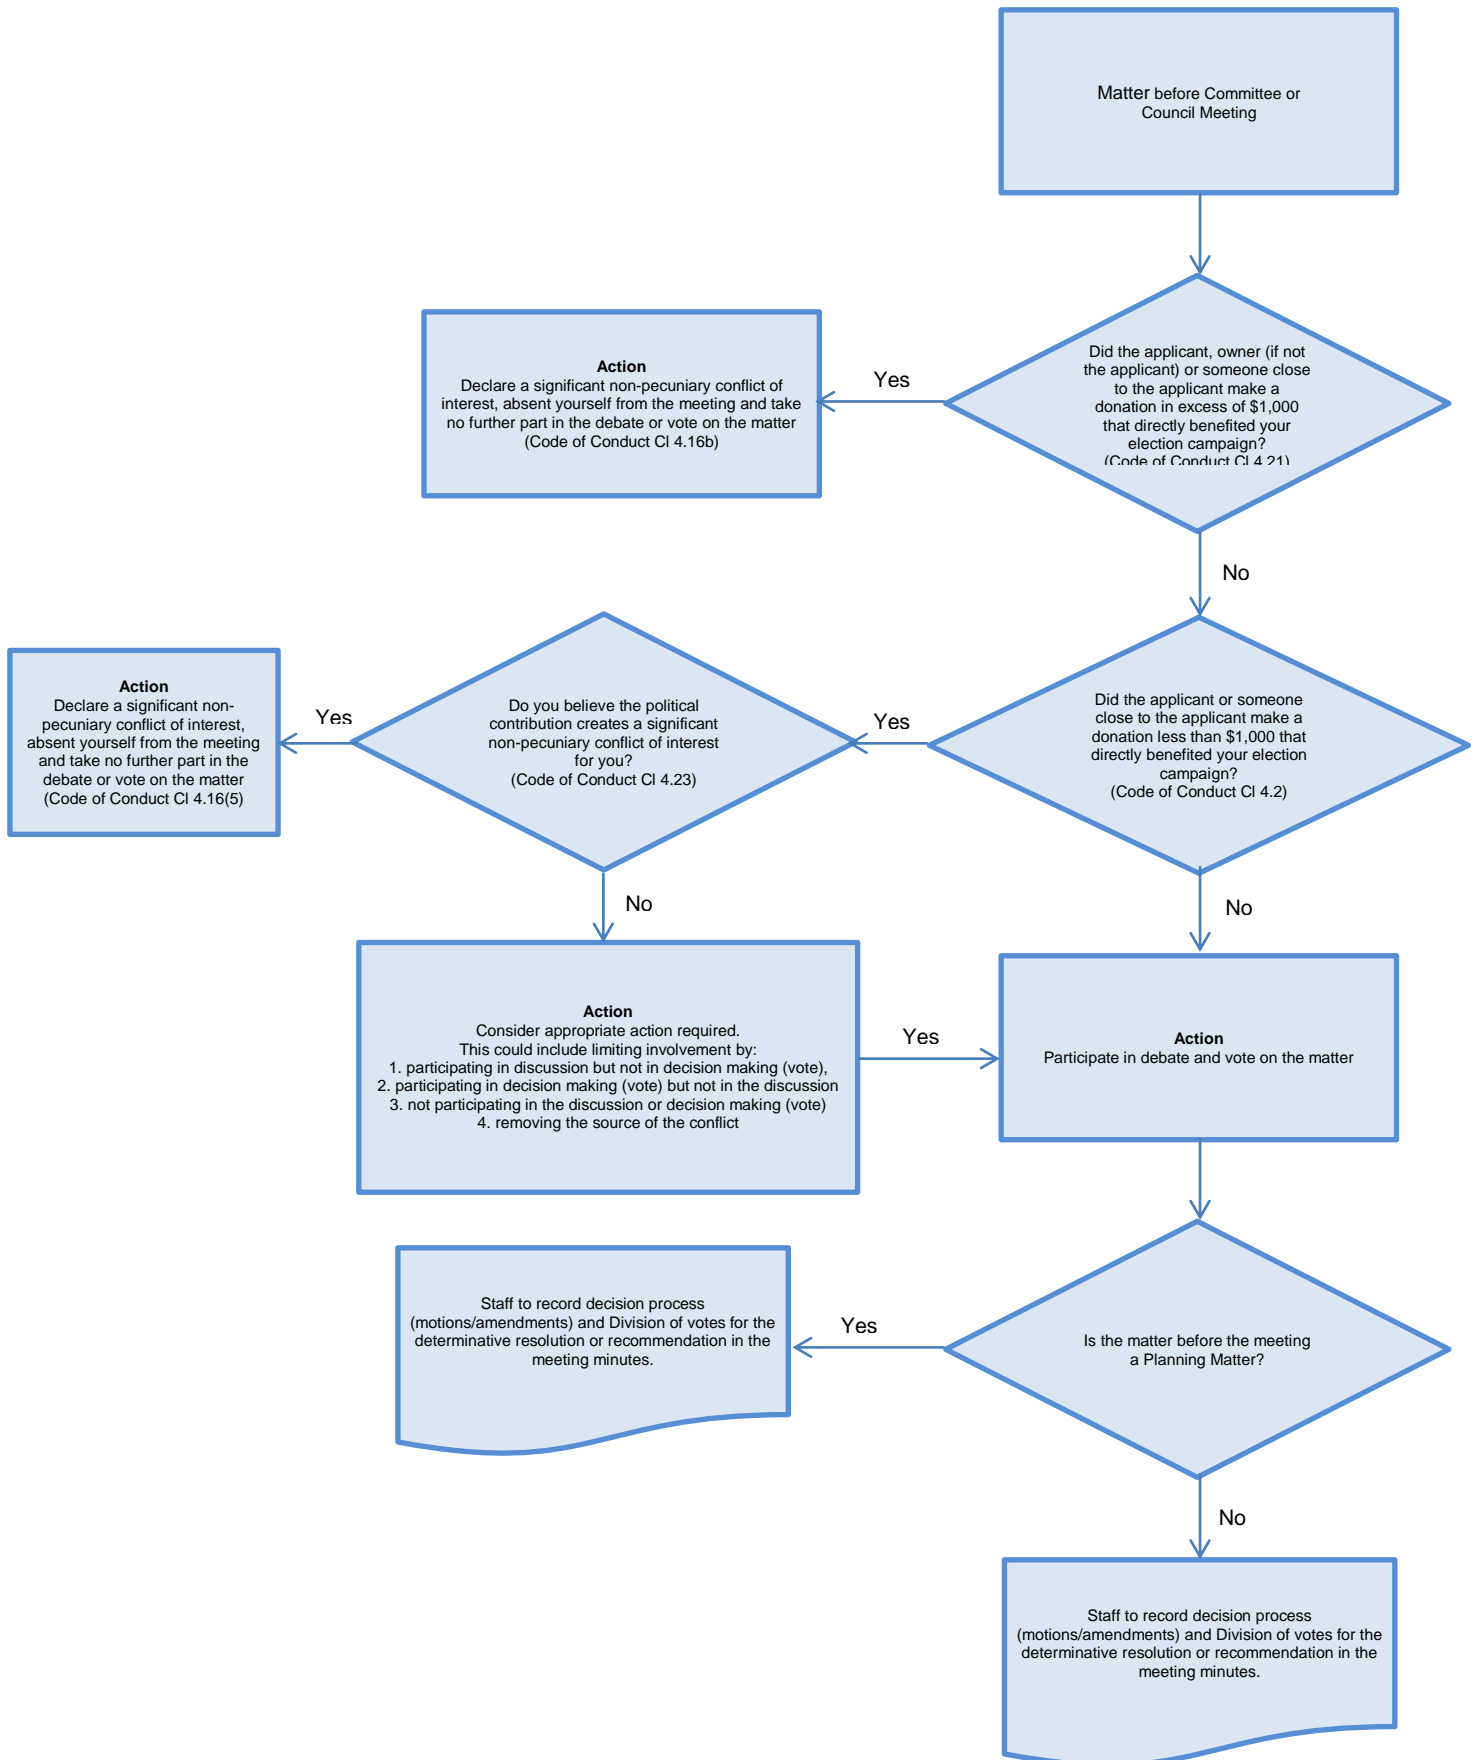 Matter before Committee or
Council Meeting
Did the applicant, owner (if not
the applicant) or someone close
to the applicant make a
donation in excess of $1,000
that directly benefited your
election campaign?
(Code of Conduct Cl 4.21)
Yes
Action
Declare a significant non-pecuniary conflict of
interest, absent yourself from the meeting and take
no further part in the debate or vote on the matter
(Code of Conduct Cl 4.16b)
No
Did the applicant or someone
close to the applicant make a
donation less than $1,000 that
directly benefited your election
campaign?
(Code of Conduct Cl 4.2)
Yes
Do you believe the political
contribution creates a significant
non-pecuniary conflict of interest
for you?
(Code of Conduct Cl 4.23)
Yes
Action
Declare a significant non-
pecuniary conflict of interest,
absent yourself from the meeting
and take no further part in the
debate or vote on the matter
(Code of Conduct Cl 4.16(5)
No
No
Action
Consider appropriate action required.
This could include limiting involvement by:
1. participating in discussion but not in decision making (vote),
2. participating in decision making (vote) but not in the discussion
3. not participating in the discussion or decision making (vote)
4. removing the source of the conflict
Yes
Action
Participate in debate and vote on the matter
Is the matter before the meeting
a Planning Matter?
Yes
Staff to record decision process
(motions/amendments) and Division of votes for the
determinative resolution or recommendation in the
meeting minutes.
No
Staff to record decision process
(motions/amendments) and Division of votes for the
determinative resolution or recommendation in the
meeting minutes.